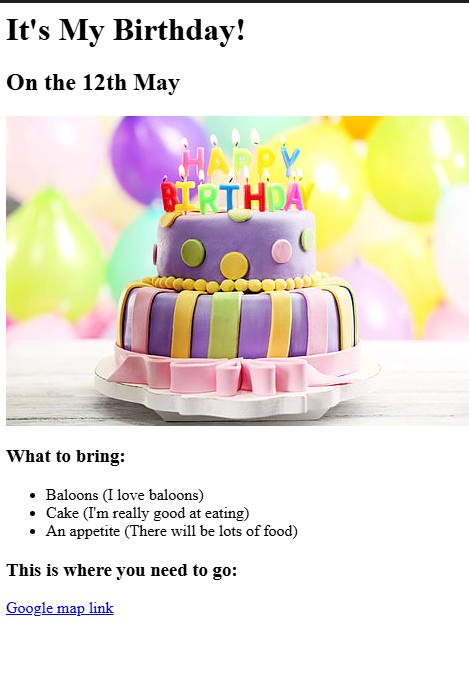 It's My Birthday!
On the 12th May
HAPPY
BIRTHDAY
What to bring:
Baloons (I love baloons)
Cake (I'm really good at eating)
An appetite (There will be lots of food)
This is where you need to go:
Google map link